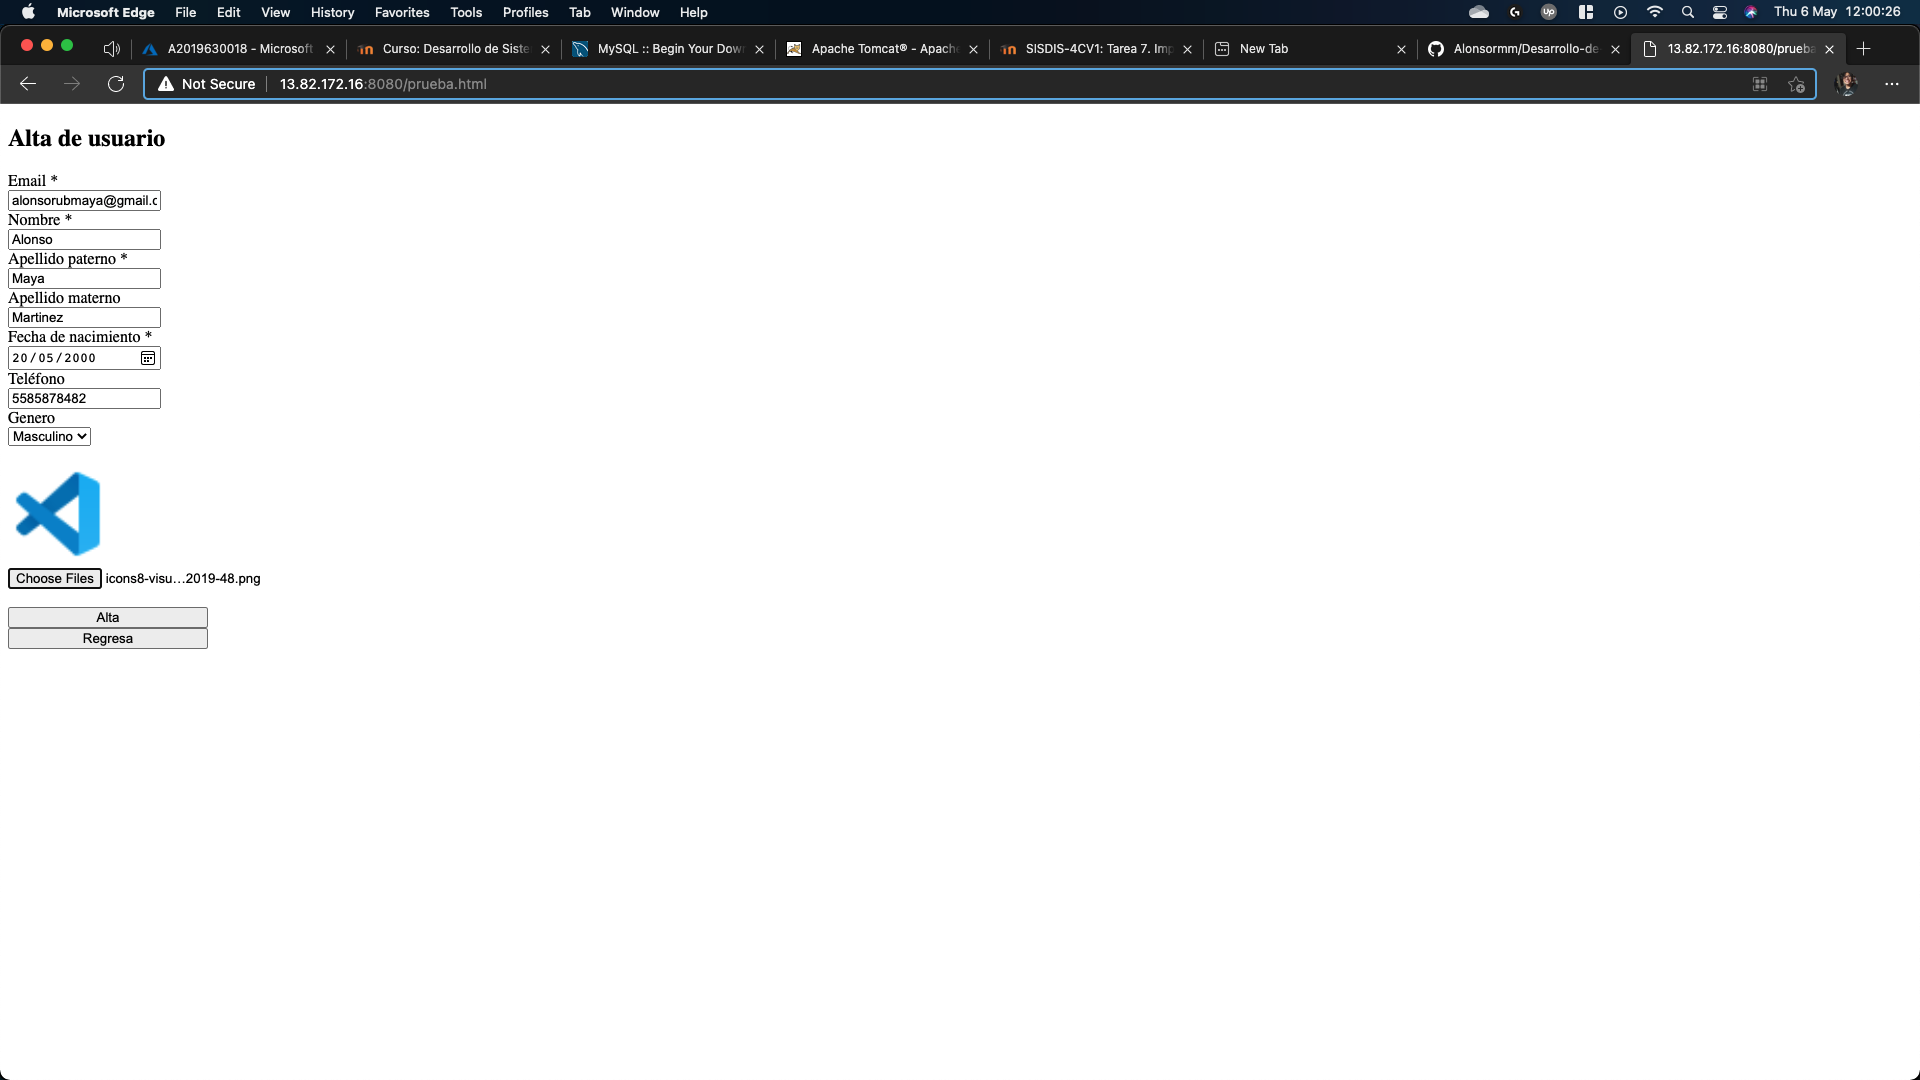 Microsoft Edge File Edit View History Favorites Tools Profiles Tab Window Help Thu 6 May 12:00:26
A2019630018 - Microsoft Curso: Desarrollo de Siste MySQL :: Begin Your Dow Apache Tomcat® - Apache SISDIS-4CV1: Tarea 7. Imp New Tab Alonsormm/Desarrollo-de- 13.82.172.16:8080/prueba
Not Secure 13.82.172.16:8080/prueba.html
Alta de usuario
Email *
alonsorubmaya@gmail.c
Nombre *
Alonso
Apellido paterno *
Maya
Apellido materno
Martinez
Fecha de nacimiento *
20/05/2000
Teléfono
5585878482
Genero
Masculino
Choose Files icons8-visu...2019-48.png
Alta
Regresa